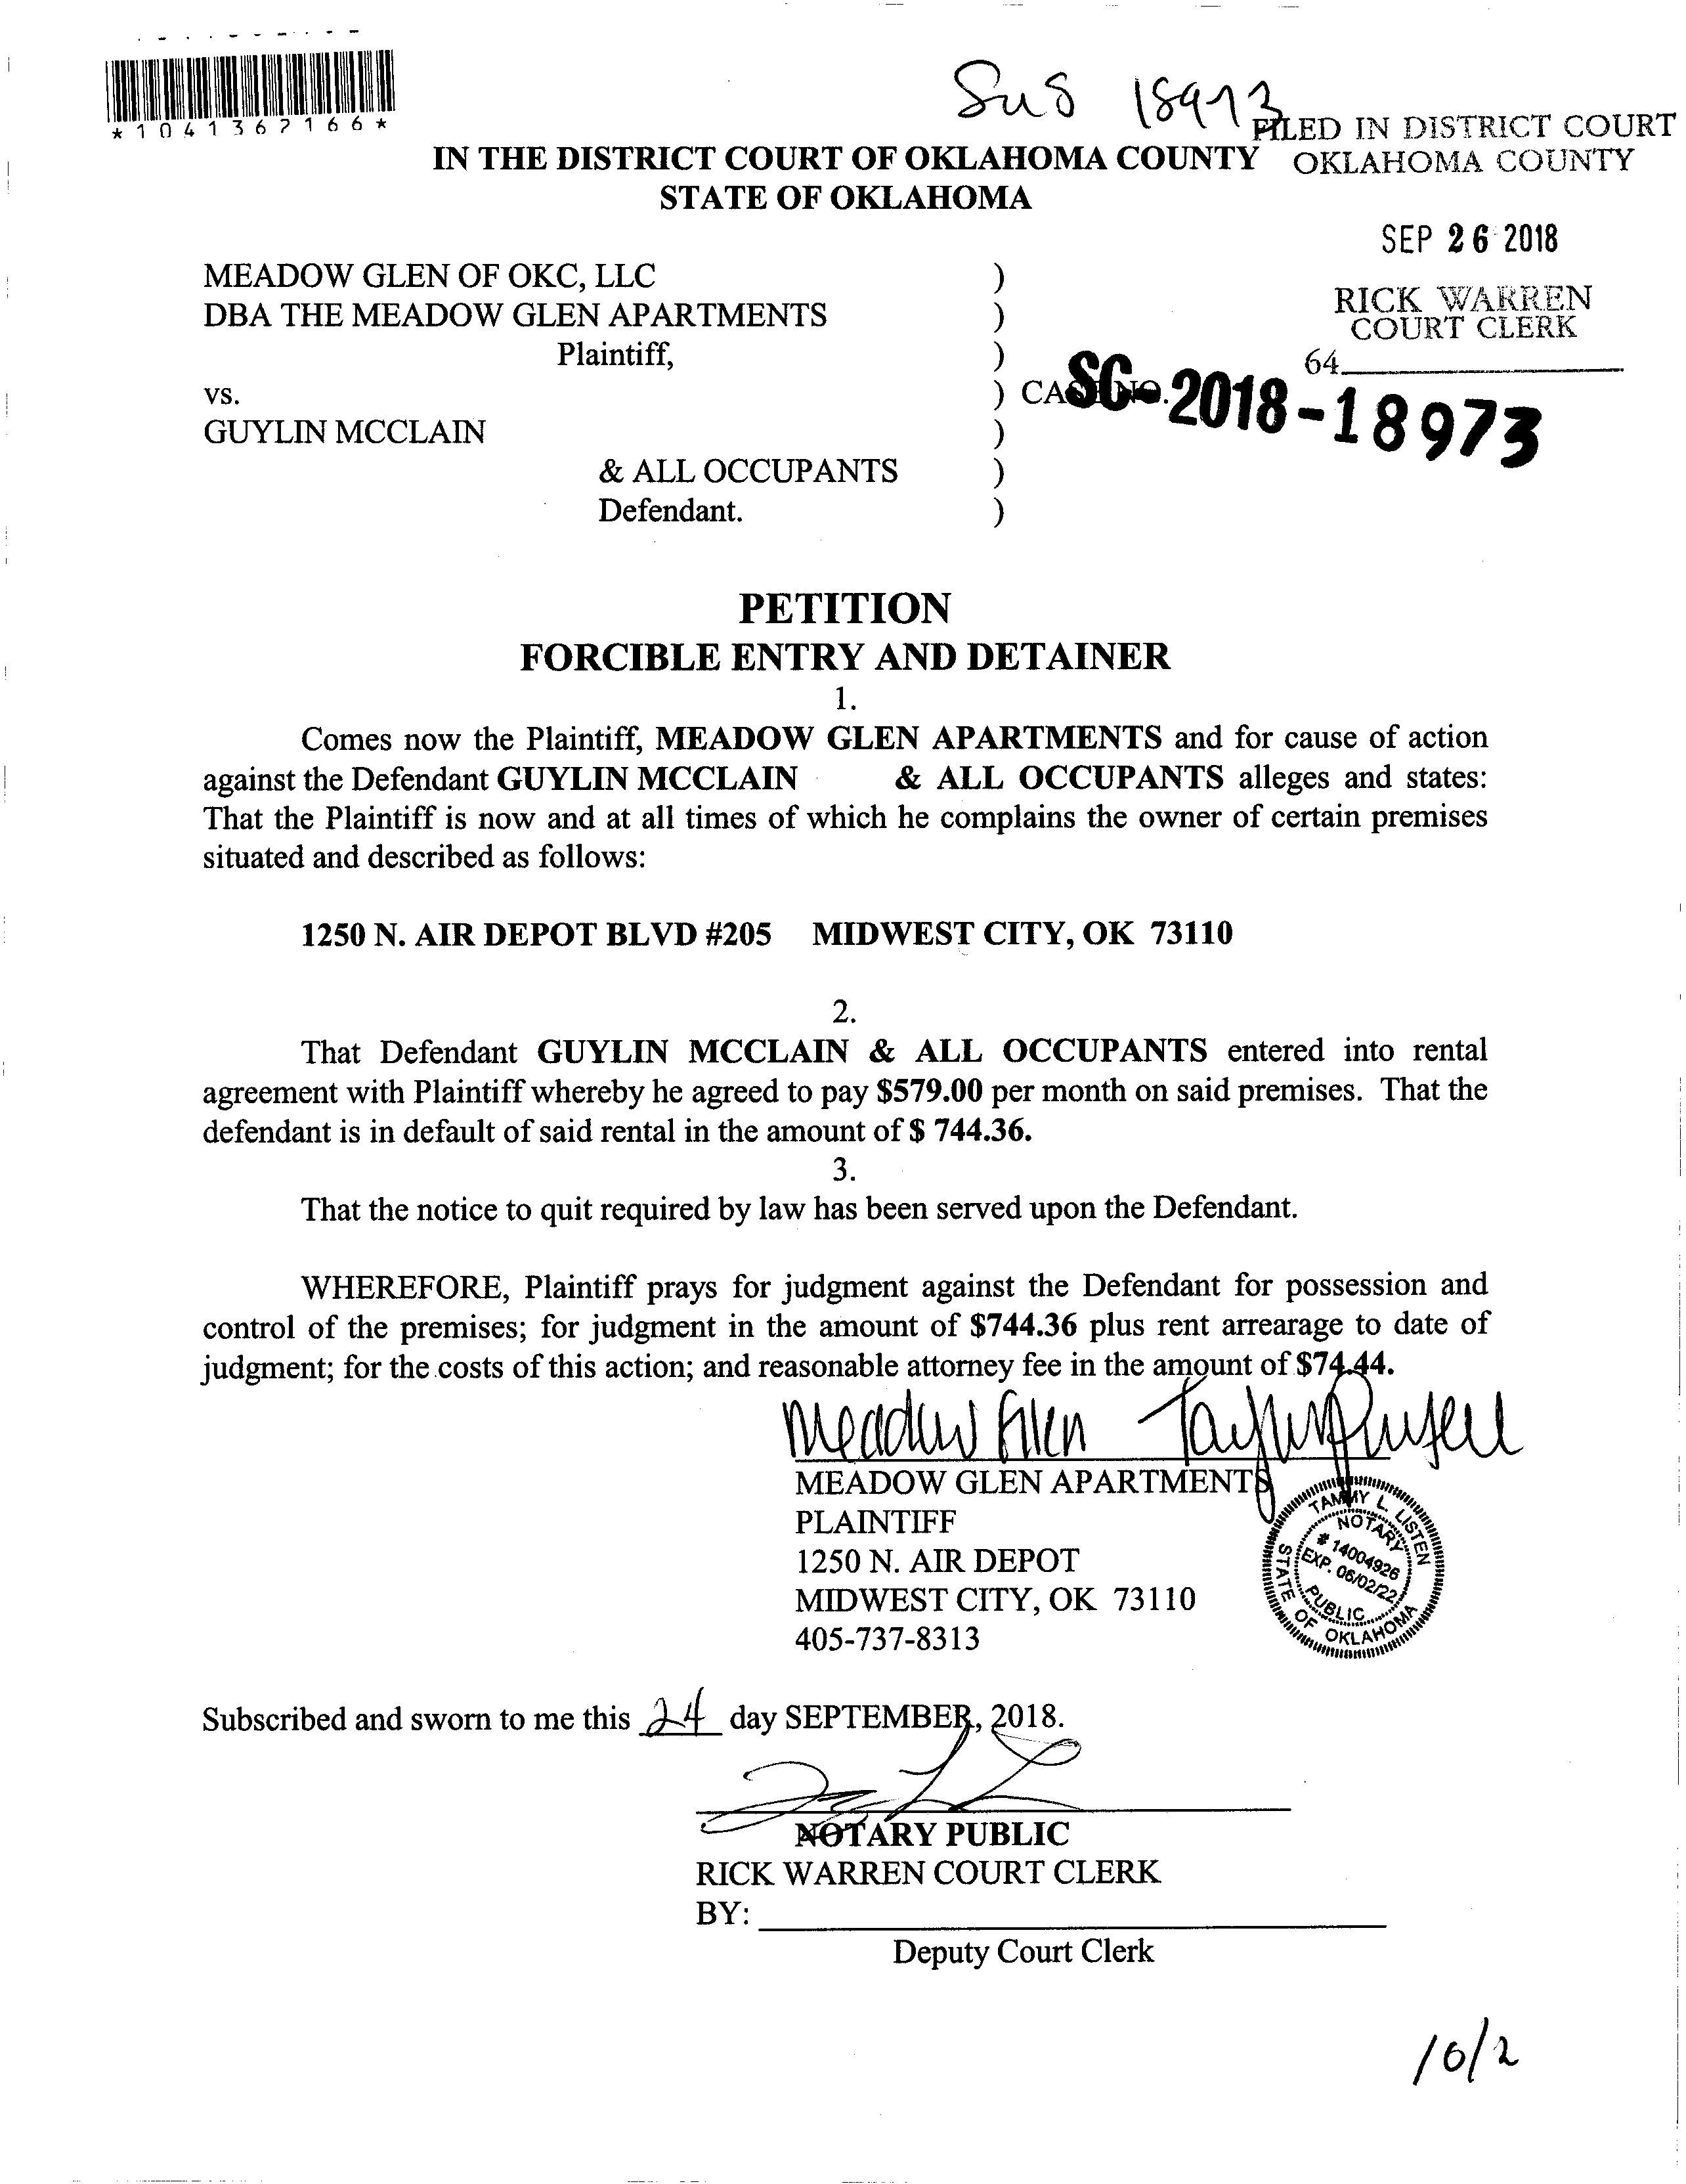 *1041367166*
SuS 18973
FILED IN DISTRICT COURT
OKLAHOMA COUNTY
IN THE DISTRICT COURT OF OKLAHOMA COUNTY
STATE OF OKLAHOMA
SEP 26 2018
RICK WARREN
COURT CLERK
64
MEADOW GLEN OF OKC, LLC )
DBA THE MEADOW GLEN APARTMENTS )
Plaintiff, )
vs. ) CASE NO. SC-2018-18973
GUYLIN MCCLAIN )
& ALL OCCUPANTS )
Defendant. )
PETITION
FORCIBLE ENTRY AND DETAINER
1.
Comes now the Plaintiff, MEADOW GLEN APARTMENTS and for cause of action
against the Defendant GUYLIN MCCLAIN & ALL OCCUPANTS alleges and states:
That the Plaintiff is now and at all times of which he complains the owner of certain premises
situated and described as follows:
1250 N. AIR DEPOT BLVD #205 MIDWEST CITY, OK 73110
2.
That Defendant GUYLIN MCCLAIN & ALL OCCUPANTS entered into rental
agreement with Plaintiff whereby he agreed to pay $579.00 per month on said premises. That the
defendant is in default of said rental in the amount of $ 744.36.
3.
That the notice to quit required by law has been served upon the Defendant.
WHEREFORE, Plaintiff prays for judgment against the Defendant for possession and
control of the premises; for judgment in the amount of $744.36 plus rent arrearage to date of
judgment; for the costs of this action; and reasonable attorney fee in the amount of $74.44.
Meadow Glen
MEADOW GLEN APARTMENTS
PLAINTIFF
1250 N. AIR DEPOT
MIDWEST CITY, OK 73110
405-737-8313
TAMMY L. LISTEN
NOTARY
# 14004926
EXP. 06/02/22
PUBLIC
STATE OF OKLAHOMA
Subscribed and sworn to me this 24 day SEPTEMBER, 2018.
NOTARY PUBLIC
RICK WARREN COURT CLERK
BY:
Deputy Court Clerk
10/2